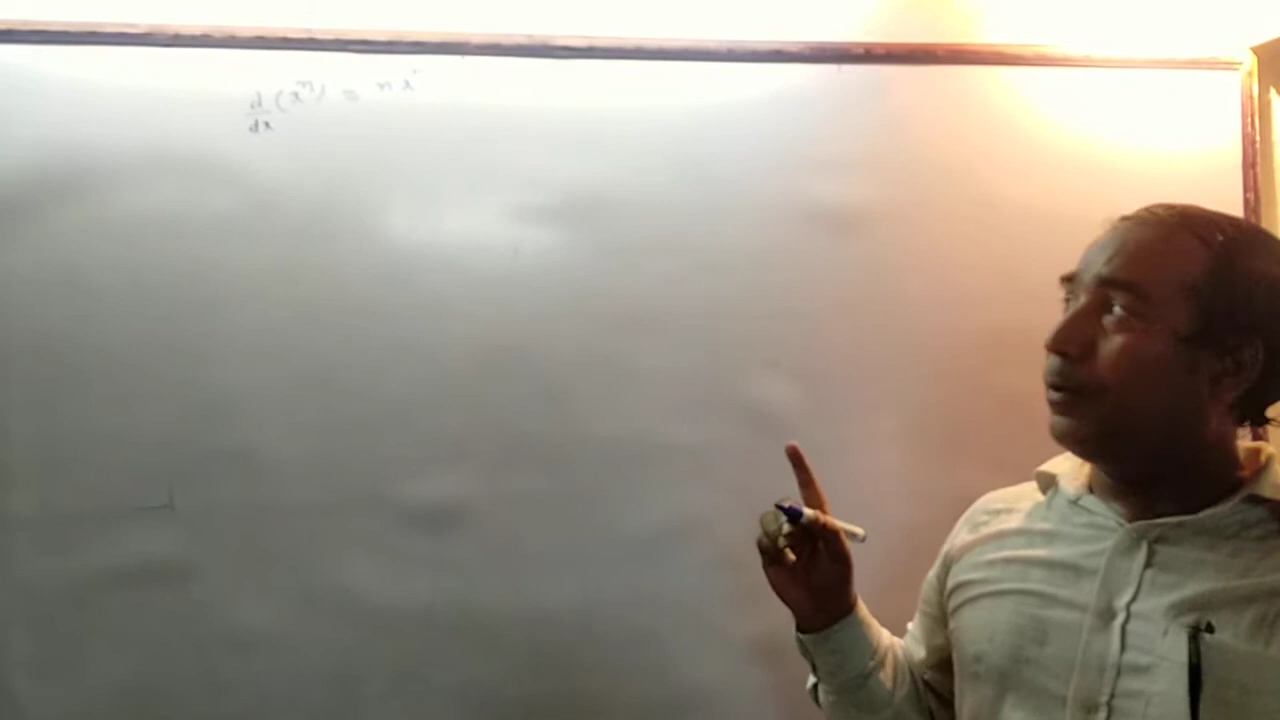 d/dx (x^n) = n x